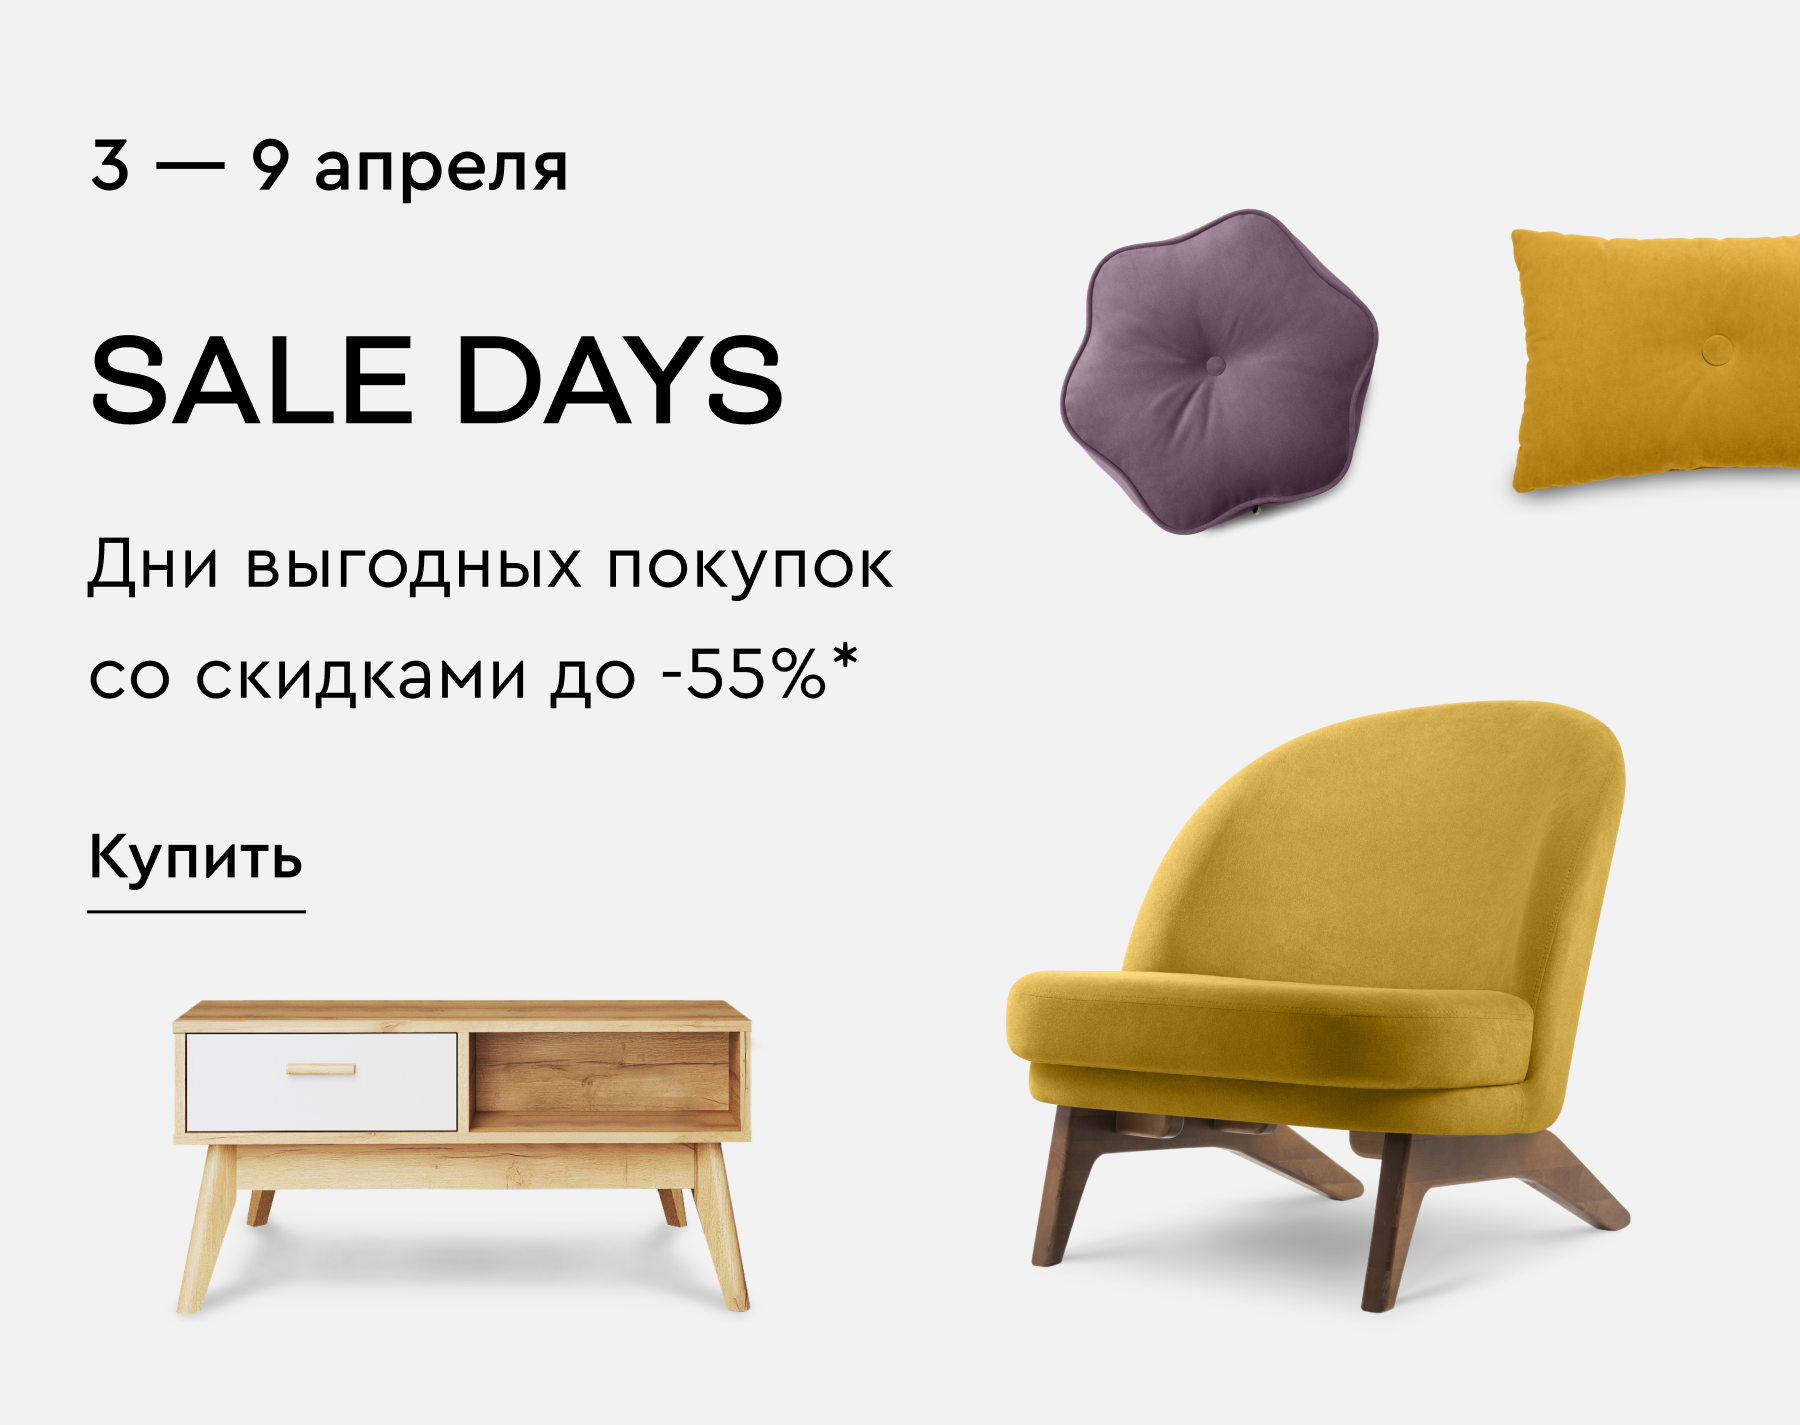 3 — 9 апреля
SALE DAYS
Дни выгодных покупок
со скидками до -55%*
Купить